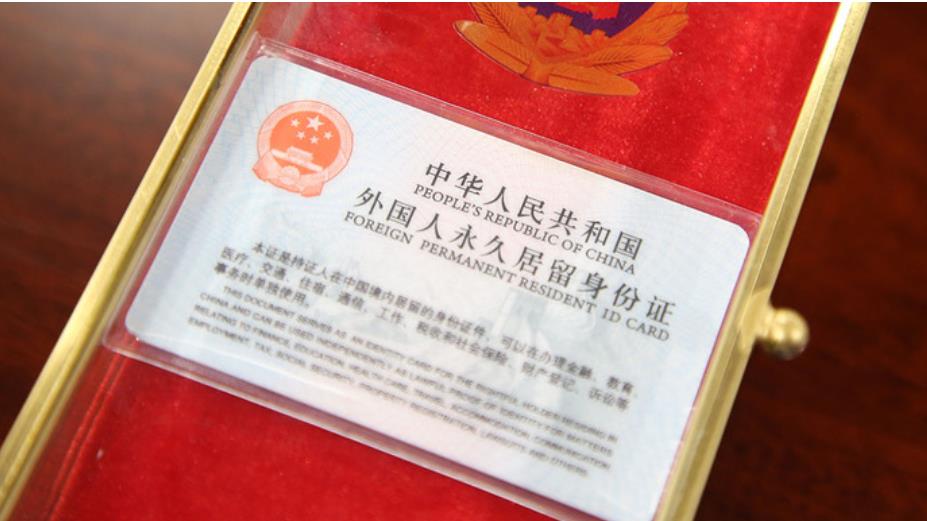 中华人民共和国
PEOPLE'S REPUBLIC OF CHINA
外国人永久居留身份证
FOREIGN PERMANENT RESIDENT ID CARD
本证是持证人在中国境内居留的身份证件，可以在办理金融、教育、
医疗、交通、住宿、通信、工作、税收和社会保险、财产登记、诉讼等
事务时单独使用。
THIS DOCUMENT SERVES AS AN IDENTITY CARD FOR THE RIGHTFUL HOLDER RESIDING IN
CHINA AND CAN BE USED INDEPENDENTLY AS LAWFUL PROOF OF IDENTITY FOR MATTERS
RELATING TO FINANCE, EDUCATION, HEALTH CARE, TRAVEL, ACCOMMODATION, COMMUNICATION
EMPLOYMENT, TAX, SOCIAL SECURITY, PROPERTY REGISTRATION, LAWSUITS AND OTHERS.